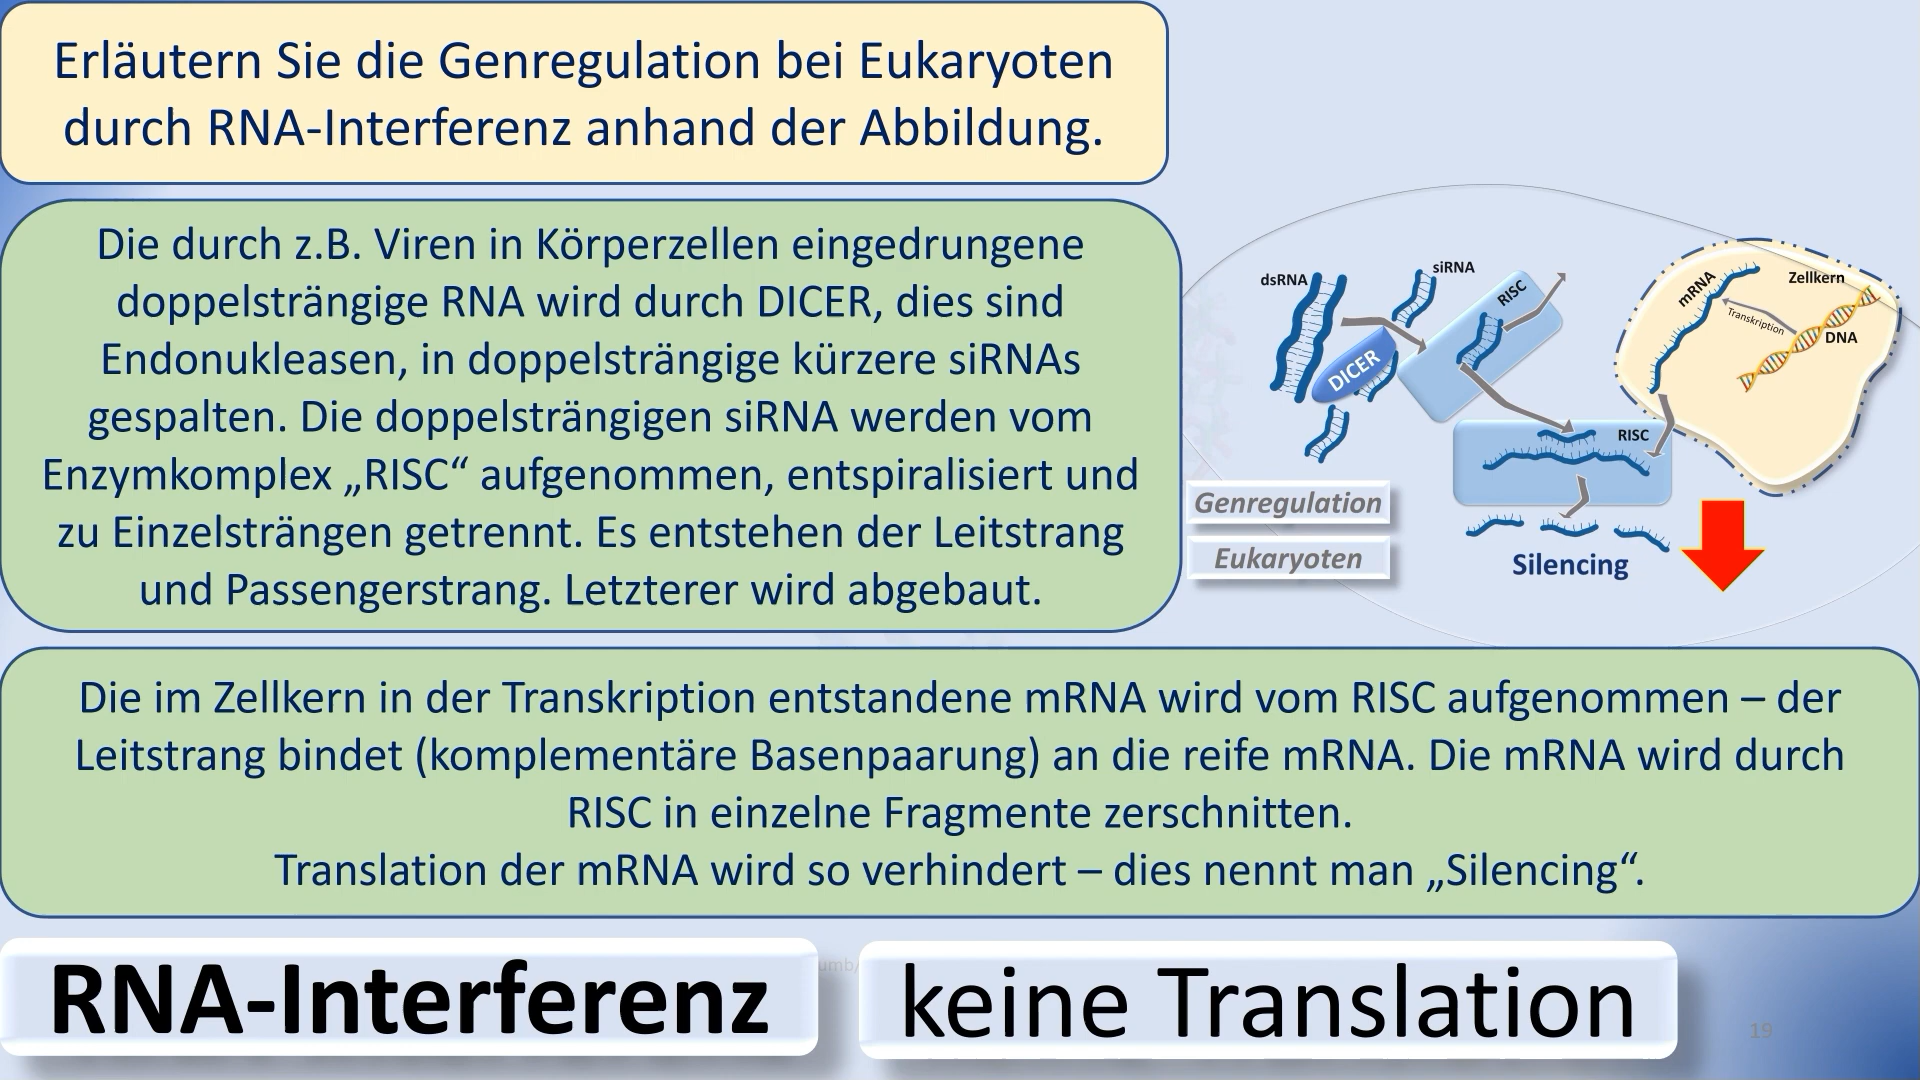 Erläutern Sie die Genregulation bei Eukaryoten
durch RNA-Interferenz anhand der Abbildung.
Die durch z.B. Viren in Körperzellen eingedrungene
doppelsträngige RNA wird durch DICER, dies sind
Endonukleasen, in doppelsträngige kürzere siRNAs
gespalten. Die doppelsträngigen siRNA werden vom
Enzymkomplex „RISC“ aufgenommen, entspiralisiert und
zu Einzelsträngen getrennt. Es entstehen der Leitstrang
und Passengerstrang. Letzterer wird abgebaut.
dsRNA
siRNA
DICER
RISC
RISC
mRNA
Zellkern
Transkription
DNA
Genregulation
Eukaryoten
Silencing
Die im Zellkern in der Transkription entstandene mRNA wird vom RISC aufgenommen – der
Leitstrang bindet (komplementäre Basenpaarung) an die reife mRNA. Die mRNA wird durch
RISC in einzelne Fragmente zerschnitten.
Translation der mRNA wird so verhindert – dies nennt man „Silencing“.
RNA-Interferenz
umb/
keine Translation
19